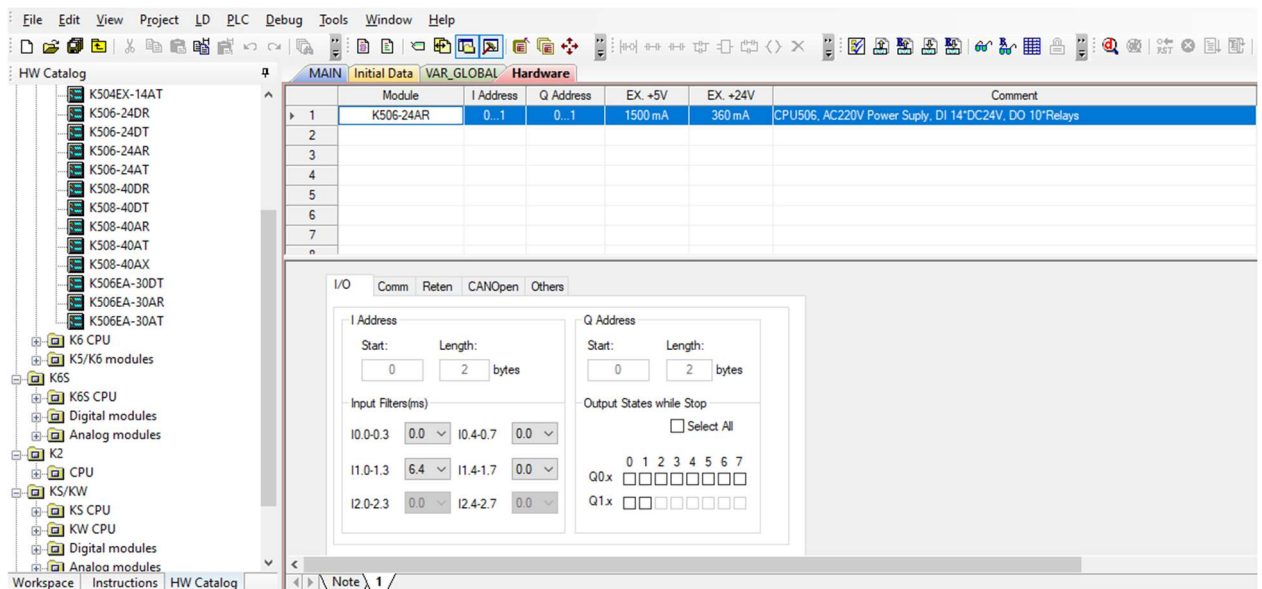 File Edit View Project LD PLC Debug Tools Window Help
HW Catalog
MAIN Initial Data VAR_GLOBAL Hardware
K504EX-14AT
K506-24DR
K506-24DT
K506-24AR
K506-24AT
K508-40DR
K508-40DT
K508-40AR
K508-40AT
K508-40AX
K506EA-30DT
K506EA-30AR
K506EA-30AT
K6 CPU
K5/K6 modules
K6S
K6S CPU
Digital modules
Analog modules
K2
CPU
KS/KW
KS CPU
KW CPU
Digital modules
Analog modules
Workspace Instructions HW Catalog
Module I Address Q Address EX. +5V EX. +24V Comment
1 K506-24AR 0...1 0...1 1500 mA 360 mA CPU506, AC220V Power Suply, DI 14*DC24V, DO 10*Relays
2
3
4
5
6
7
8
I/O Comm Reten CANOpen Others
I Address
Start: Length:
0 2 bytes
Input Filters(ms)
I0.0-0.3 0.0 I0.4-0.7 0.0
I1.0-1.3 6.4 I1.4-1.7 0.0
I2.0-2.3 0.0 I2.4-2.7 0.0
Q Address
Start: Length:
0 2 bytes
Output States while Stop
Select All
0 1 2 3 4 5 6 7
Q0.x
Q1.x
Note 1